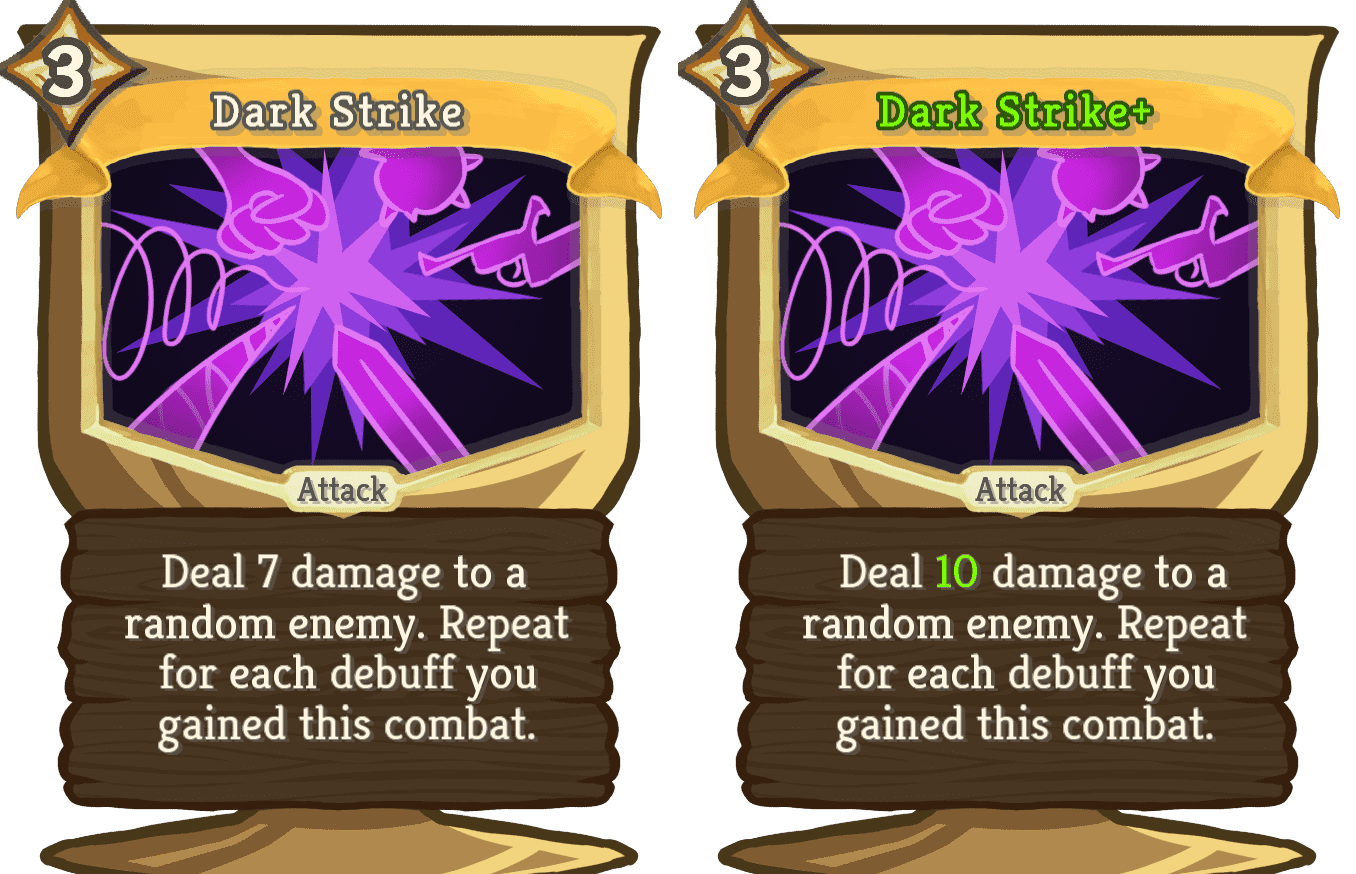 3
Dark Strike
Attack
Deal 7 damage to a
random enemy. Repeat
for each debuff you
gained this combat.
3
Dark Strike+
Attack
Deal 10 damage to a
random enemy. Repeat
for each debuff you
gained this combat.